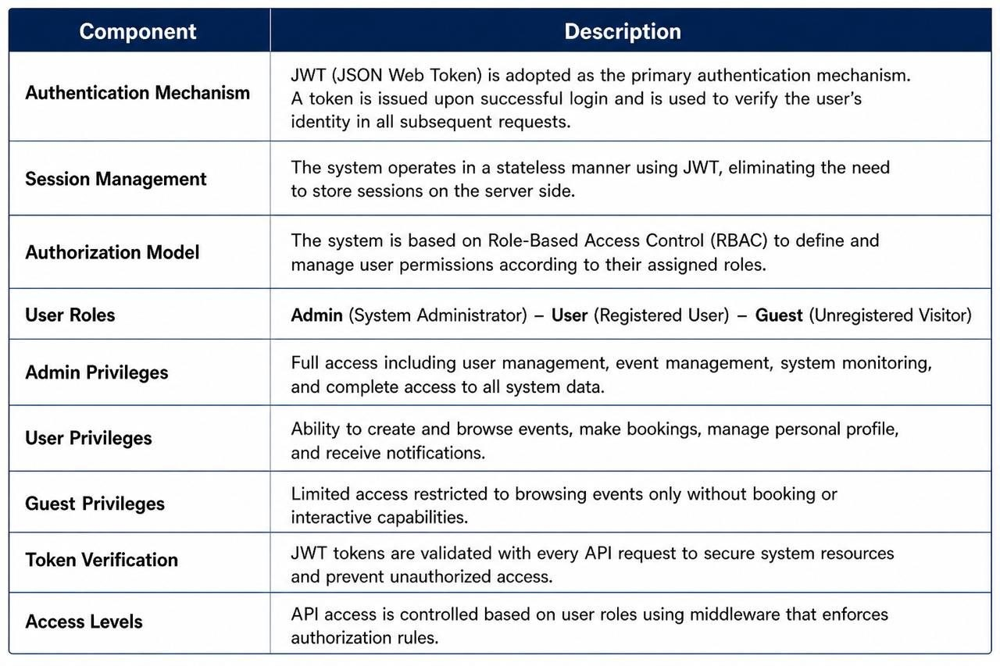 Component
Description
Authentication Mechanism
JWT (JSON Web Token) is adopted as the primary authentication mechanism.
A token is issued upon successful login and is used to verify the user’s
identity in all subsequent requests.
Session Management
The system operates in a stateless manner using JWT, eliminating the need
to store sessions on the server side.
Authorization Model
The system is based on Role-Based Access Control (RBAC) to define and
manage user permissions according to their assigned roles.
User Roles
Admin (System Administrator) – User (Registered User) – Guest (Unregistered Visitor)
Admin Privileges
Full access including user management, event management, system monitoring,
and complete access to all system data.
User Privileges
Ability to create and browse events, make bookings, manage personal profile,
and receive notifications.
Guest Privileges
Limited access restricted to browsing events only without booking or
interactive capabilities.
Token Verification
JWT tokens are validated with every API request to secure system resources
and prevent unauthorized access.
Access Levels
API access is controlled based on user roles using middleware that enforces
authorization rules.